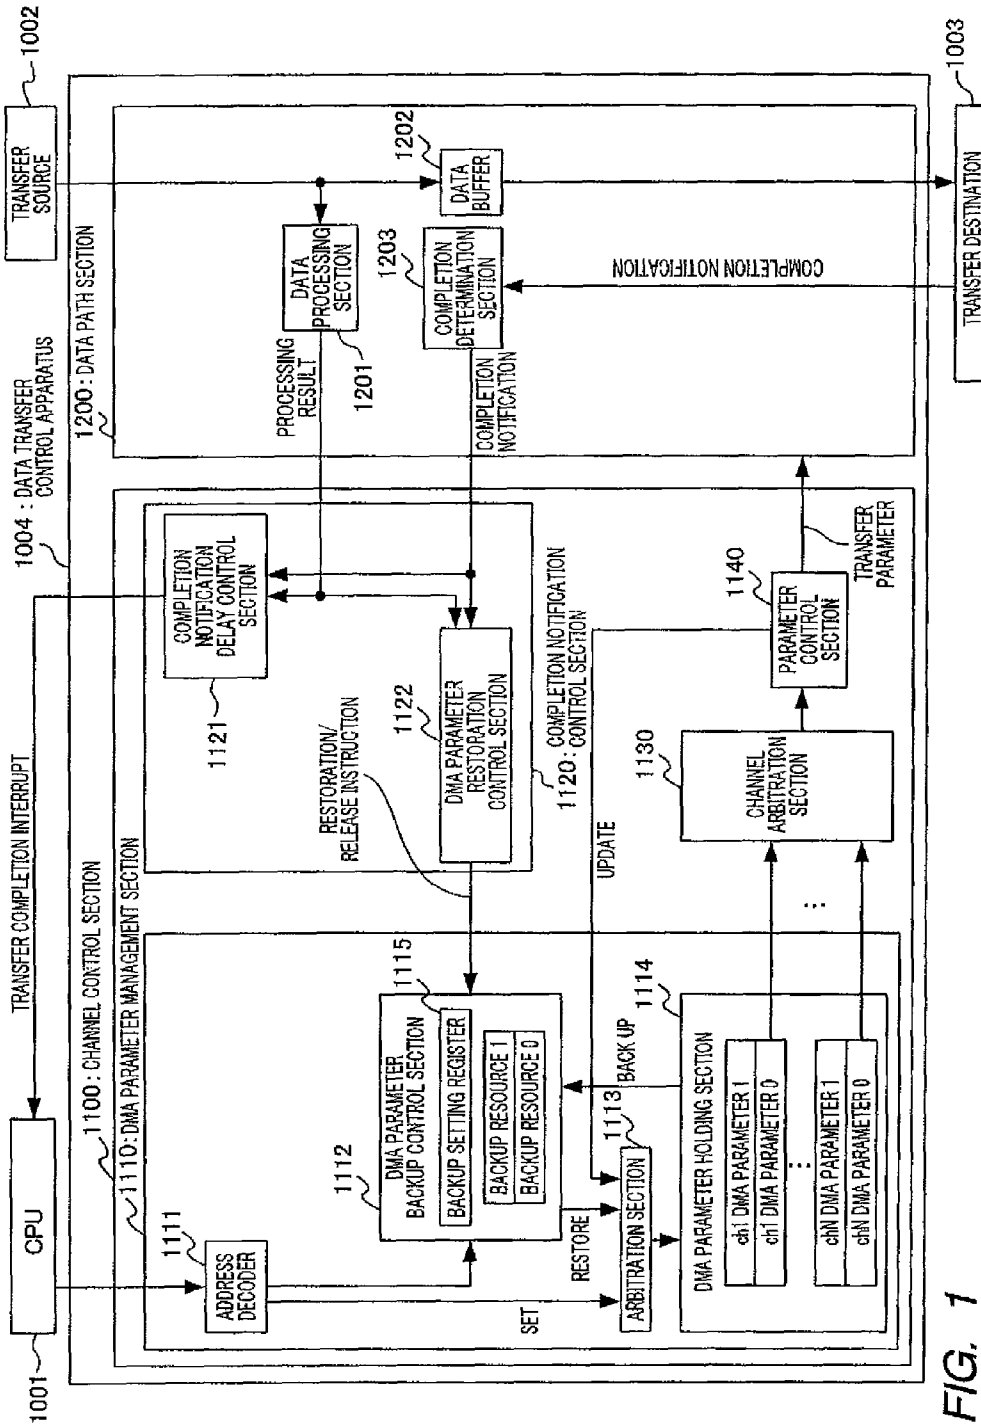 1001
CPU
TRANSFER COMPLETION INTERRUPT
1004 : DATA TRANSFER
CONTROL APPARATUS
TRANSFER
SOURCE
1002
1100 : CHANNEL CONTROL SECTION
1110 : DMA PARAMETER MANAGEMENT SECTION
1200 : DATA PATH SECTION
1111
ADDRESS
DECODER
SET
1112
DMA PARAMETER
BACKUP CONTROL SECTION
1115
BACKUP SETTING REGISTER
BACKUP RESOURCE 1
BACKUP RESOURCE 0
RESTORE
BACK UP
1113
ARBITRATION SECTION
1114
DMA PARAMETER HOLDING SECTION
ch1 DMA PARAMETER 1
ch1 DMA PARAMETER 0
...
chN DMA PARAMETER 1
chN DMA PARAMETER 0
...
COMPLETION
NOTIFICATION
DELAY CONTROL
SECTION
1121
RESTORATION/
RELEASE INSTRUCTION
1122
DMA PARAMETER
RESTORATION
CONTROL SECTION
1120 : COMPLETION NOTIFICATION
CONTROL SECTION
UPDATE
1130
CHANNEL
ARBITRATION
SECTION
1140
PARAMETER
CONTROL
SECTION
TRANSFER
PARAMETER
PROCESSING
RESULT
DATA
PROCESSING
SECTION
1201
COMPLETION
NOTIFICATION
COMPLETION
DETERMINATION
SECTION
1203
DATA
BUFFER
1202
COMPLETION NOTIFICATION
TRANSFER DESTINATION
1003
FIG. 1